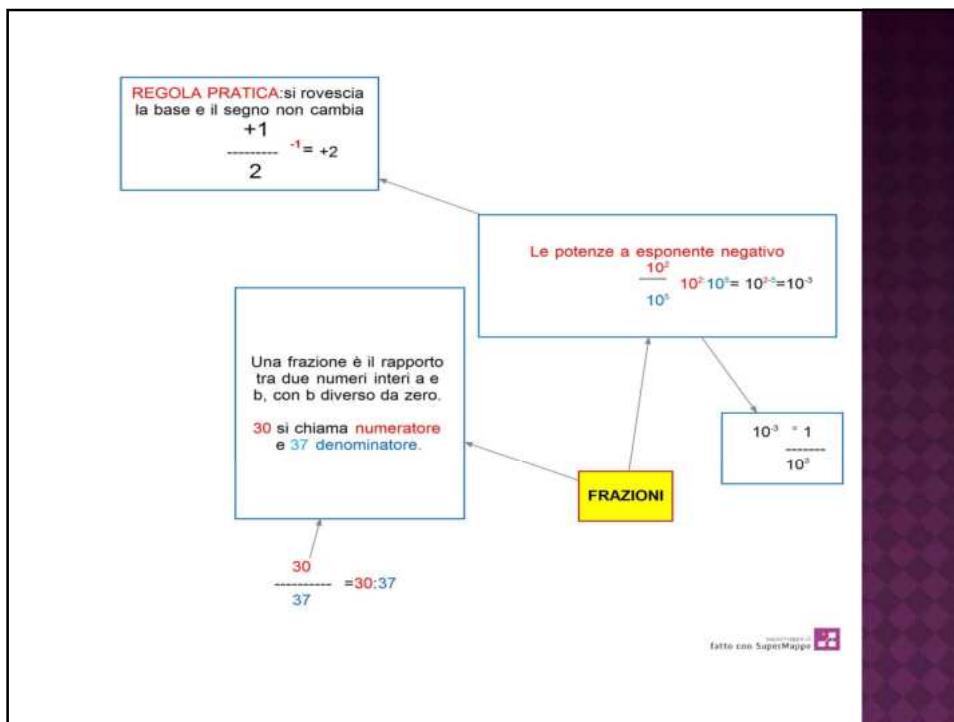 REGOLA PRATICA:si rovescia
la base e il segno non cambia
+1
--------- -1= +2
2
Le potenze a esponente negativo
10² 10²:10⁵= 10²⁻⁵=10⁻³
10⁵
Una frazione è il rapporto
tra due numeri interi a e
b, con b diverso da zero.
30 si chiama numeratore
e 37 denominatore.
10⁻³ = 1
-------
10³
FRAZIONI
30
---------- =30:37
37
fatto con SuperMappe